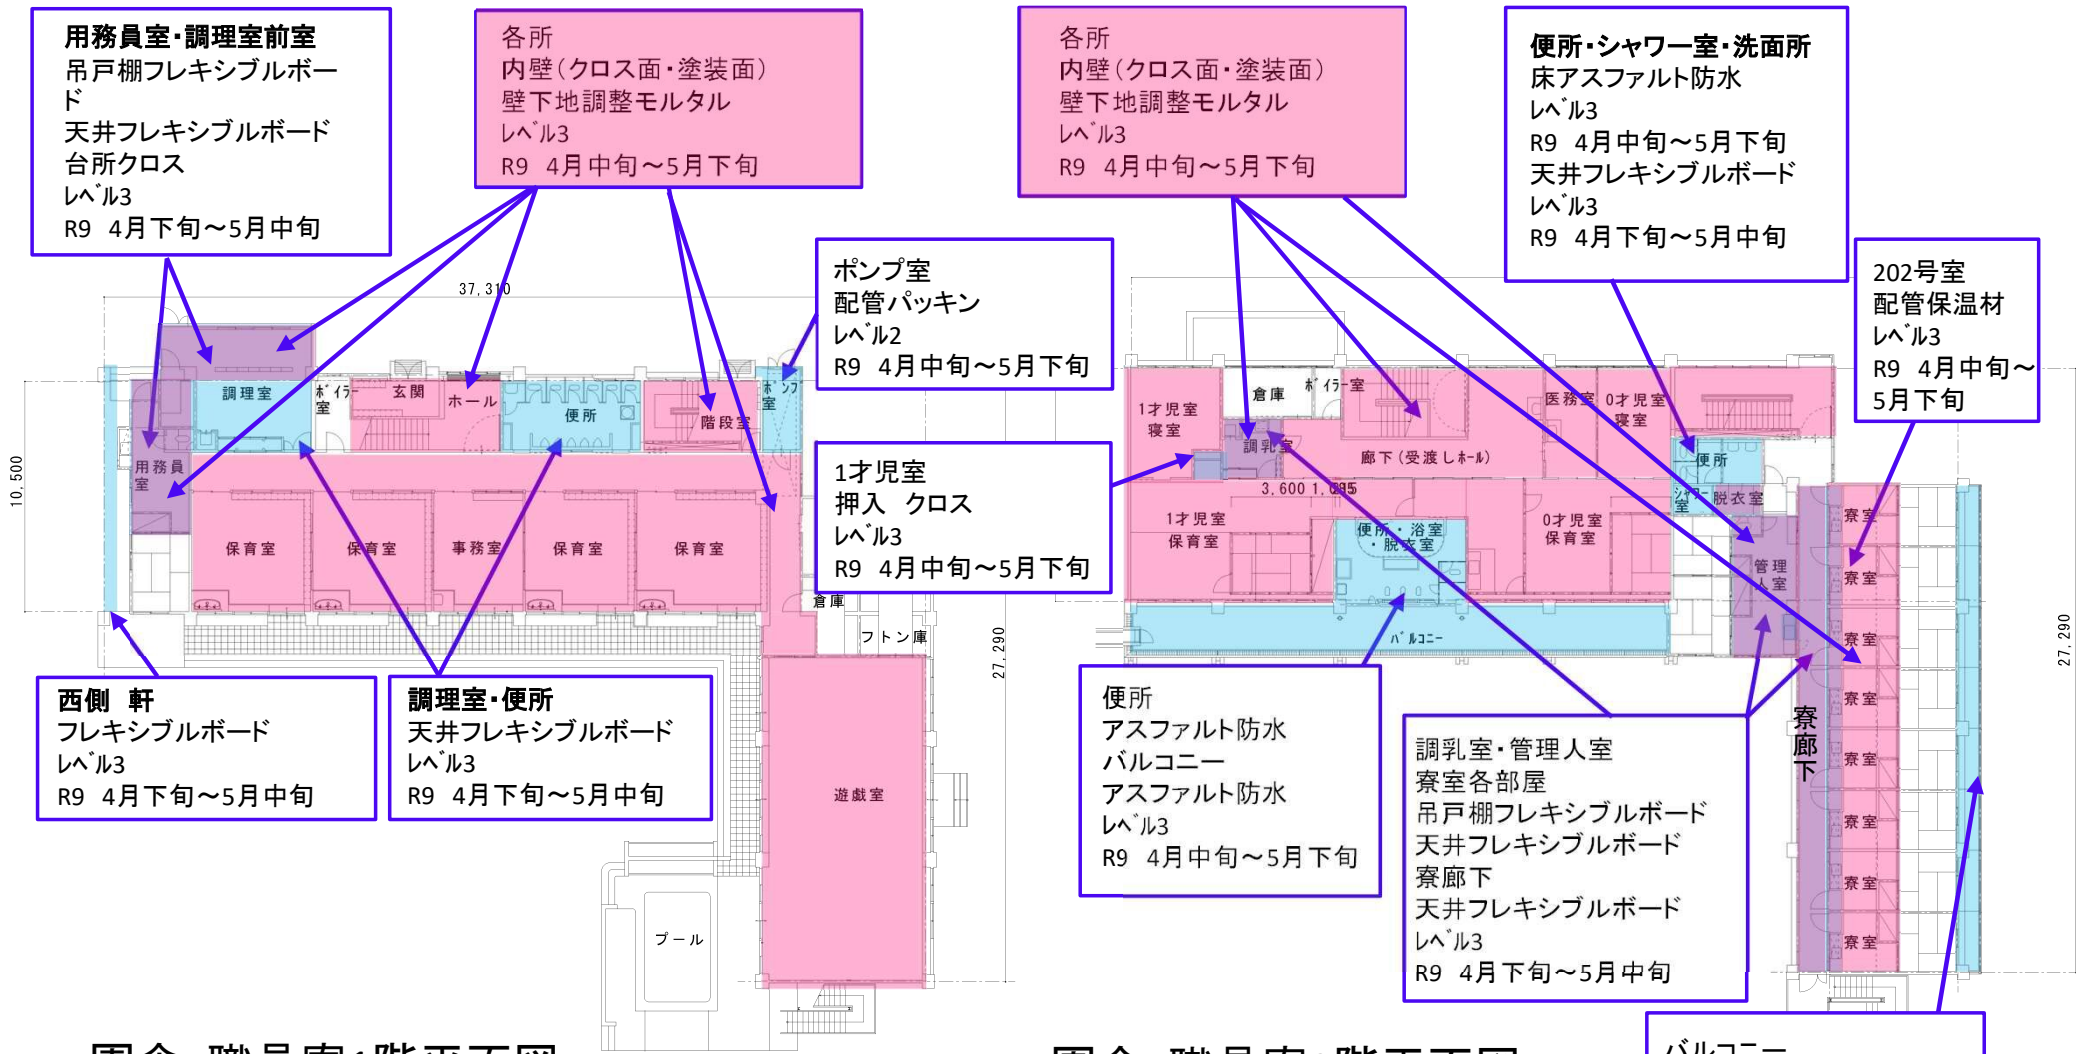 用務員室・調理室前室
吊戸棚フレキシブルボー
ド
天井フレキシブルボード
台所クロス
レベル3
R9 4月下旬～5月中旬
各所
内壁(クロス面・塗装面)
壁下地調整モルタル
レベル3
R9 4月中旬～5月下旬
各所
内壁(クロス面・塗装面)
壁下地調整モルタル
レベル3
R9 4月中旬～5月下旬
便所・シャワー室・洗面所
床アスファルト防水
レベル3
R9 4月中旬～5月下旬
天井フレキシブルボード
レベル3
R9 4月下旬～5月中旬
ポンプ室
配管パッキン
レベル2
R9 4月中旬～5月下旬
202号室
配管保温材
レベル3
R9 4月中旬～
5月下旬
37,310
10,500
調理室
ボイラー
室
玄関
ホール
便所
階段室
ポンプ
室
用務員
室
保育室
保育室
事務室
保育室
保育室
倉庫
フトン庫
27,290
遊戯室
プール
1才児室
押入 クロス
レベル3
R9 4月中旬～5月下旬
1才児室
寝室
倉庫
ボイラー室
調乳室
医務室
0才児室
寝室
廊下(受渡しホール)
3,600
1才児室
保育室
便所・浴室
・脱衣室
0才児室
保育室
便所
シャワー
室
脱衣室
管理
人室
バルコニー
寮室
寮室
寮室
寮室
寮室
寮室
寮室
寮室
寮廊下
27,290
西側 軒
フレキシブルボード
レベル3
R9 4月下旬～5月中旬
調理室・便所
天井フレキシブルボード
レベル3
R9 4月下旬～5月中旬
便所
アスファルト防水
バルコニー
アスファルト防水
レベル3
R9 4月中旬～5月下旬
調乳室・管理人室
寮室各部屋
吊戸棚フレキシブルボード
天井フレキシブルボード
寮廊下
天井フレキシブルボード
レベル3
R9 4月下旬～5月中旬
バルコニー